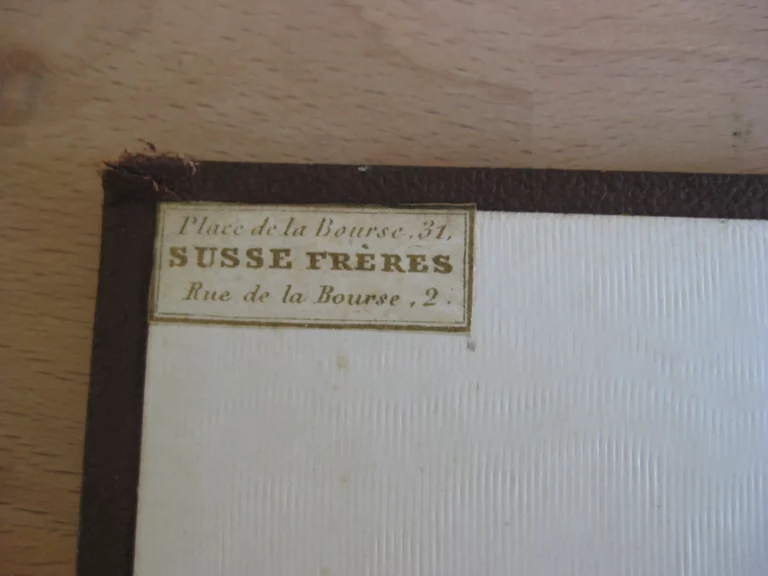 Place de la Bourse, 31,
SUSSE FRÈRES
Rue de la Bourse, 2.